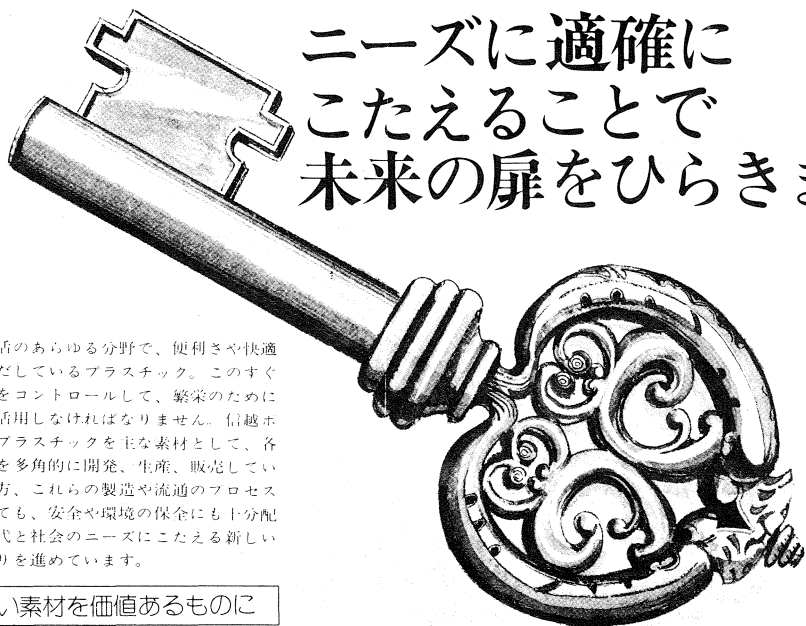 ニーズに適確に
こたえることで
未来の扉をひらきま
活のあらゆる分野で、便利さや快適
だしているプラスチック。このすぐ
をコントロールして、繁栄のために
活用しなければなりません。信越ポ
プラスチックを主な素材として、各
を多角的に開発、生産、販売してい
方、これらの製造や流通のプロセス
ても、安全や環境の保全にも十分配
代と社会のニーズにこたえる新しい
りを進めています。
い素材を価値あるものに